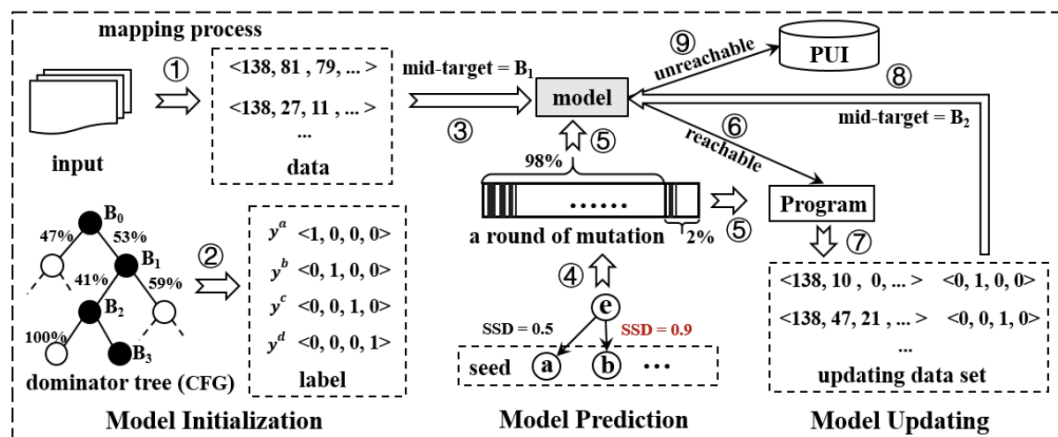 mapping process
①
<138, 81 , 79, ... >
<138, 27 , 11 , ... >
...
input
data
mid-target = B₁
③
model
⑨
unreachable
PUI
⑧
mid-target = B₂
⑥
reachable
⑤
98%
......
a round of mutation
2%
⑤
Program
⑦
④
e
SSD = 0.5
SSD = 0.9
seed
a
b
...
<138, 10 , 0, ... > <0, 1, 0, 0>
<138, 47, 21 , ... > <0, 0, 1, 0>
...
updating data set
B₀
47%
53%
B₁
41%
59%
B₂
100%
B₃
dominator tree (CFG)
②
yᵃ <1, 0, 0, 0>
yᵇ <0, 1, 0, 0>
yᶜ <0, 0, 1, 0>
yᵈ <0, 0, 0, 1>
label
Model Initialization
Model Prediction
Model Updating